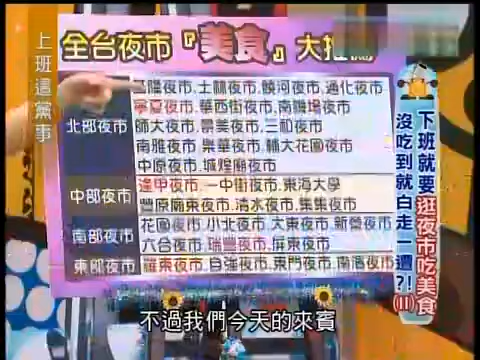 上班這黨事
全台夜市『美食』大推薦
北部夜市
基隆夜市.士林夜市.饒河夜市.通化夜市
寧夏夜市.華西街夜市.南機場夜市
師大夜市.景美夜市.三和夜市
南雅夜市.樂華夜市.輔大花園夜市
中原夜市.城隍廟夜市
中部夜市
逢甲夜市.一中街夜市.東海大學
豐原廟東夜市.清水夜市.集集夜市
南部夜市
花園夜市.小北夜市.大東夜市.新營夜市
六合夜市.瑞豐夜市.屏東夜市
東部夜市
羅東夜市.自強夜市.東門夜市.南濱夜市
下班就要逛夜市吃美食
沒吃到就白走一遭?!
(11)
不過我們今天的來賓